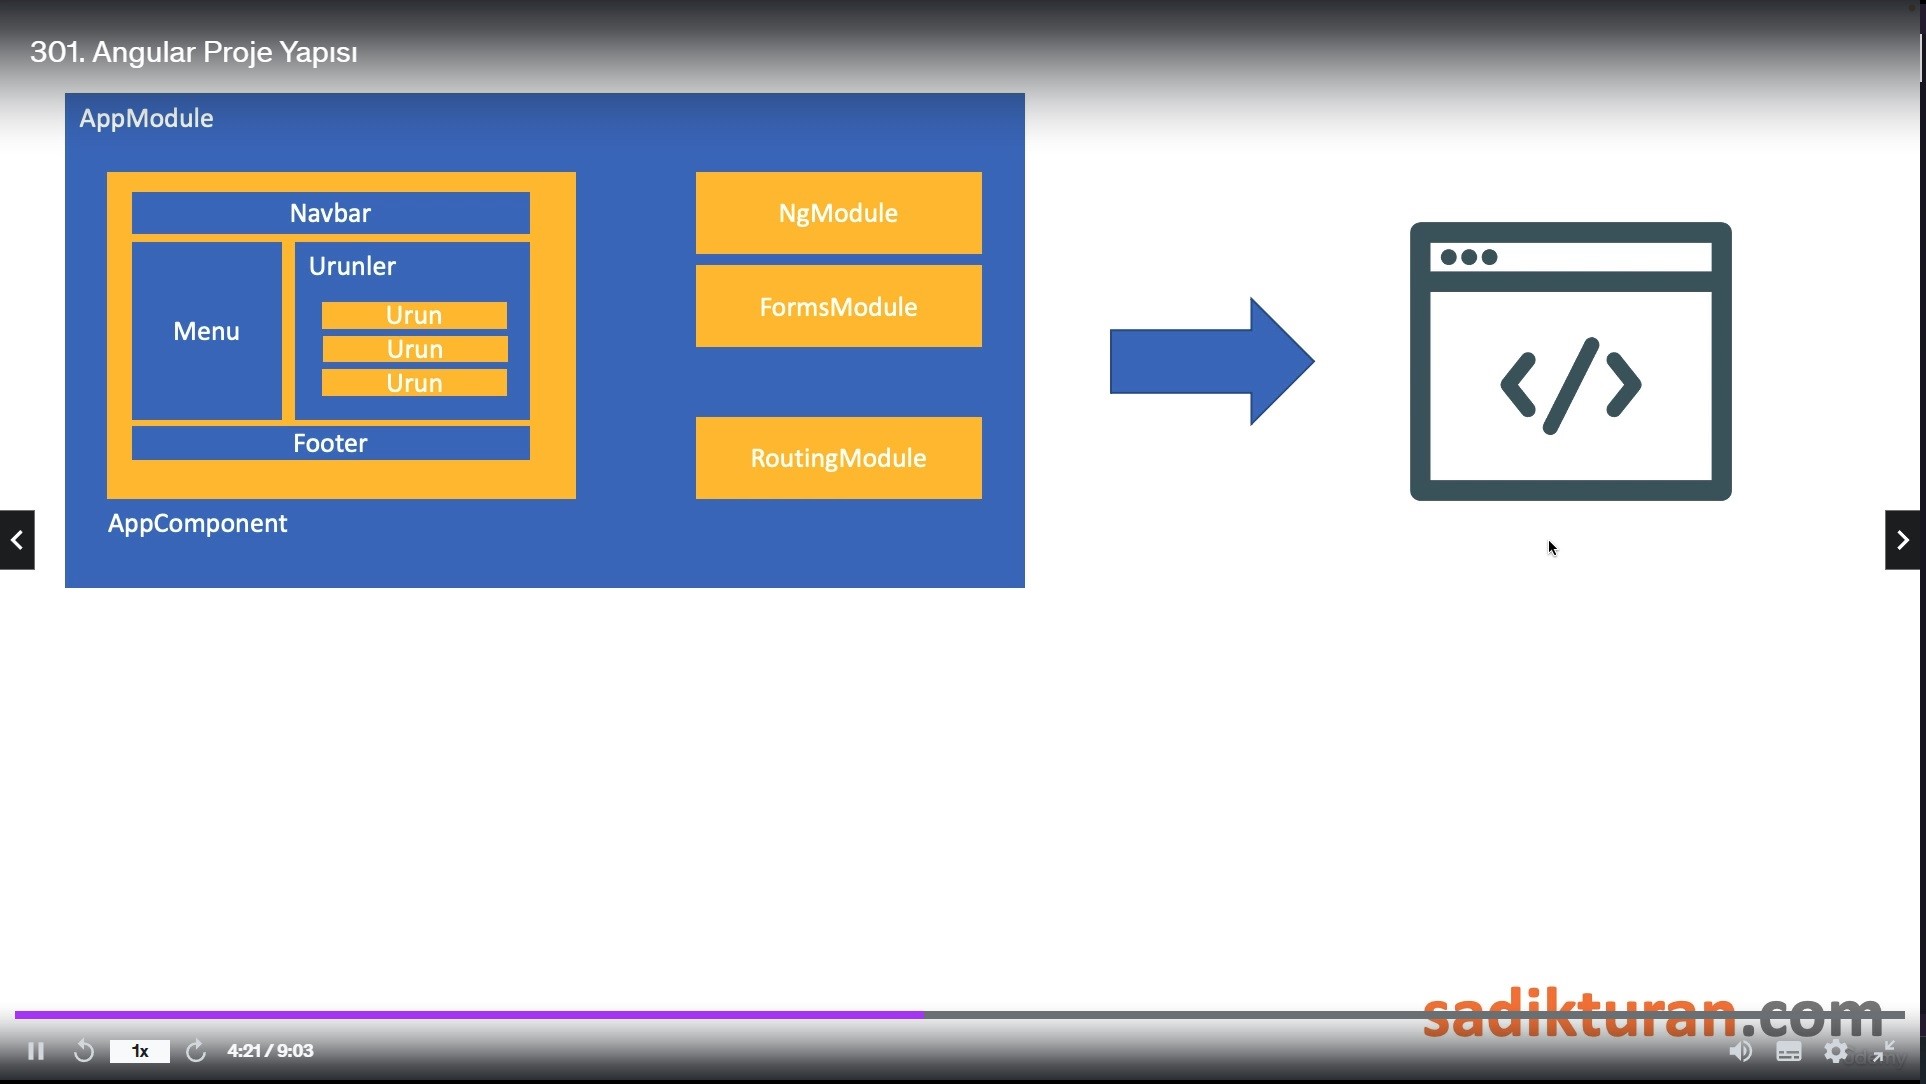 301. Angular Proje Yapısı
AppModule
Navbar
Menu
Urunler
Urun
Urun
Urun
Footer
AppComponent
NgModule
FormsModule
RoutingModule
</>
sadikturan.com
1x
4:21 / 9:03
udemy